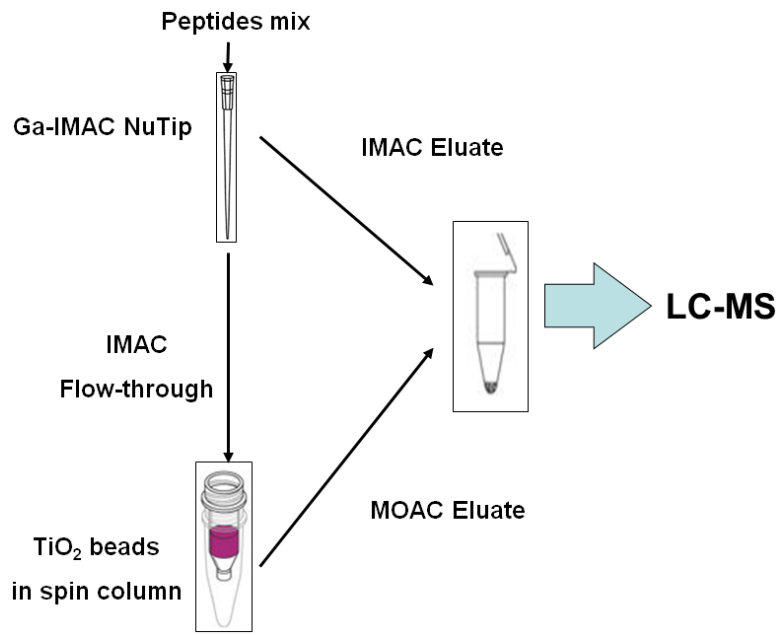 Peptides mix
Ga-IMAC NuTip
IMAC Eluate
LC-MS
IMAC
Flow-through
MOAC Eluate
TiO₂ beads
in spin column